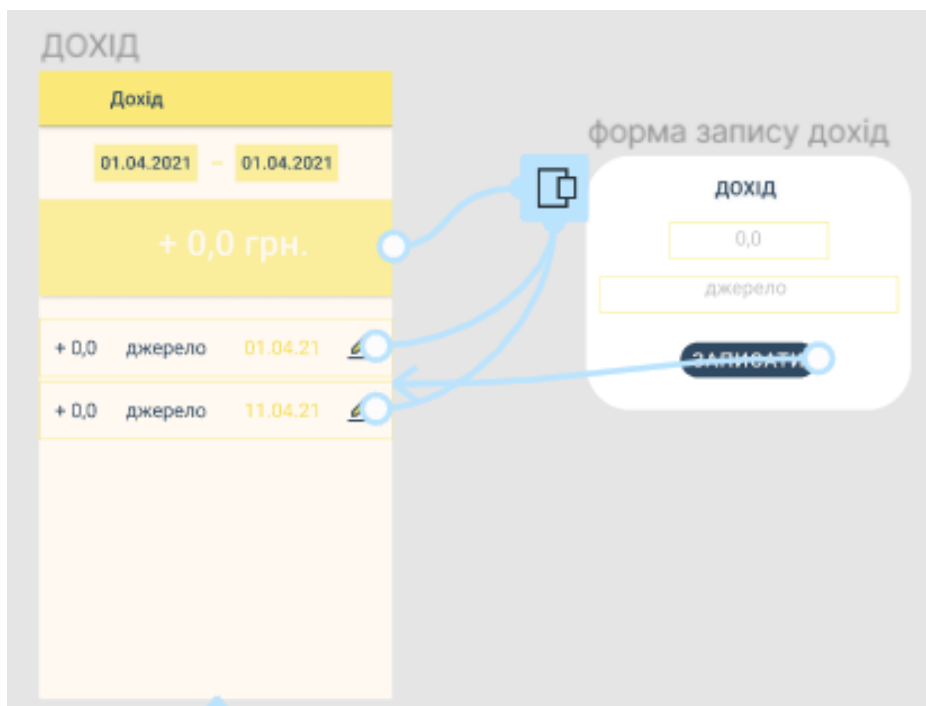 ДОХІД
Дохід
01.04.2021 – 01.04.2021
+ 0,0 грн.
+ 0,0 джерело 01.04.21
+ 0,0 джерело 11.04.21
форма запису дохід
ДОХІД
0,0
джерело
ЗАПИСАТИ